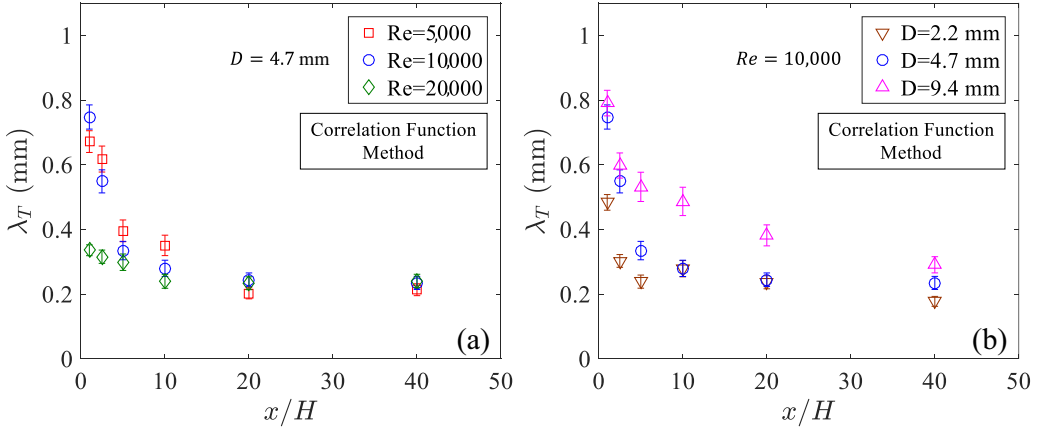 1
0.8
0.6
0.4
0.2
0
λ_T (mm)
D = 4.7 mm
Re=5,000
Re=10,000
Re=20,000
Correlation Function
Method
(a)
0 10 20 30 40 50
x/H
1
0.8
0.6
0.4
0.2
0
λ_T (mm)
Re = 10,000
D=2.2 mm
D=4.7 mm
D=9.4 mm
Correlation Function
Method
(b)
0 10 20 30 40 50
x/H